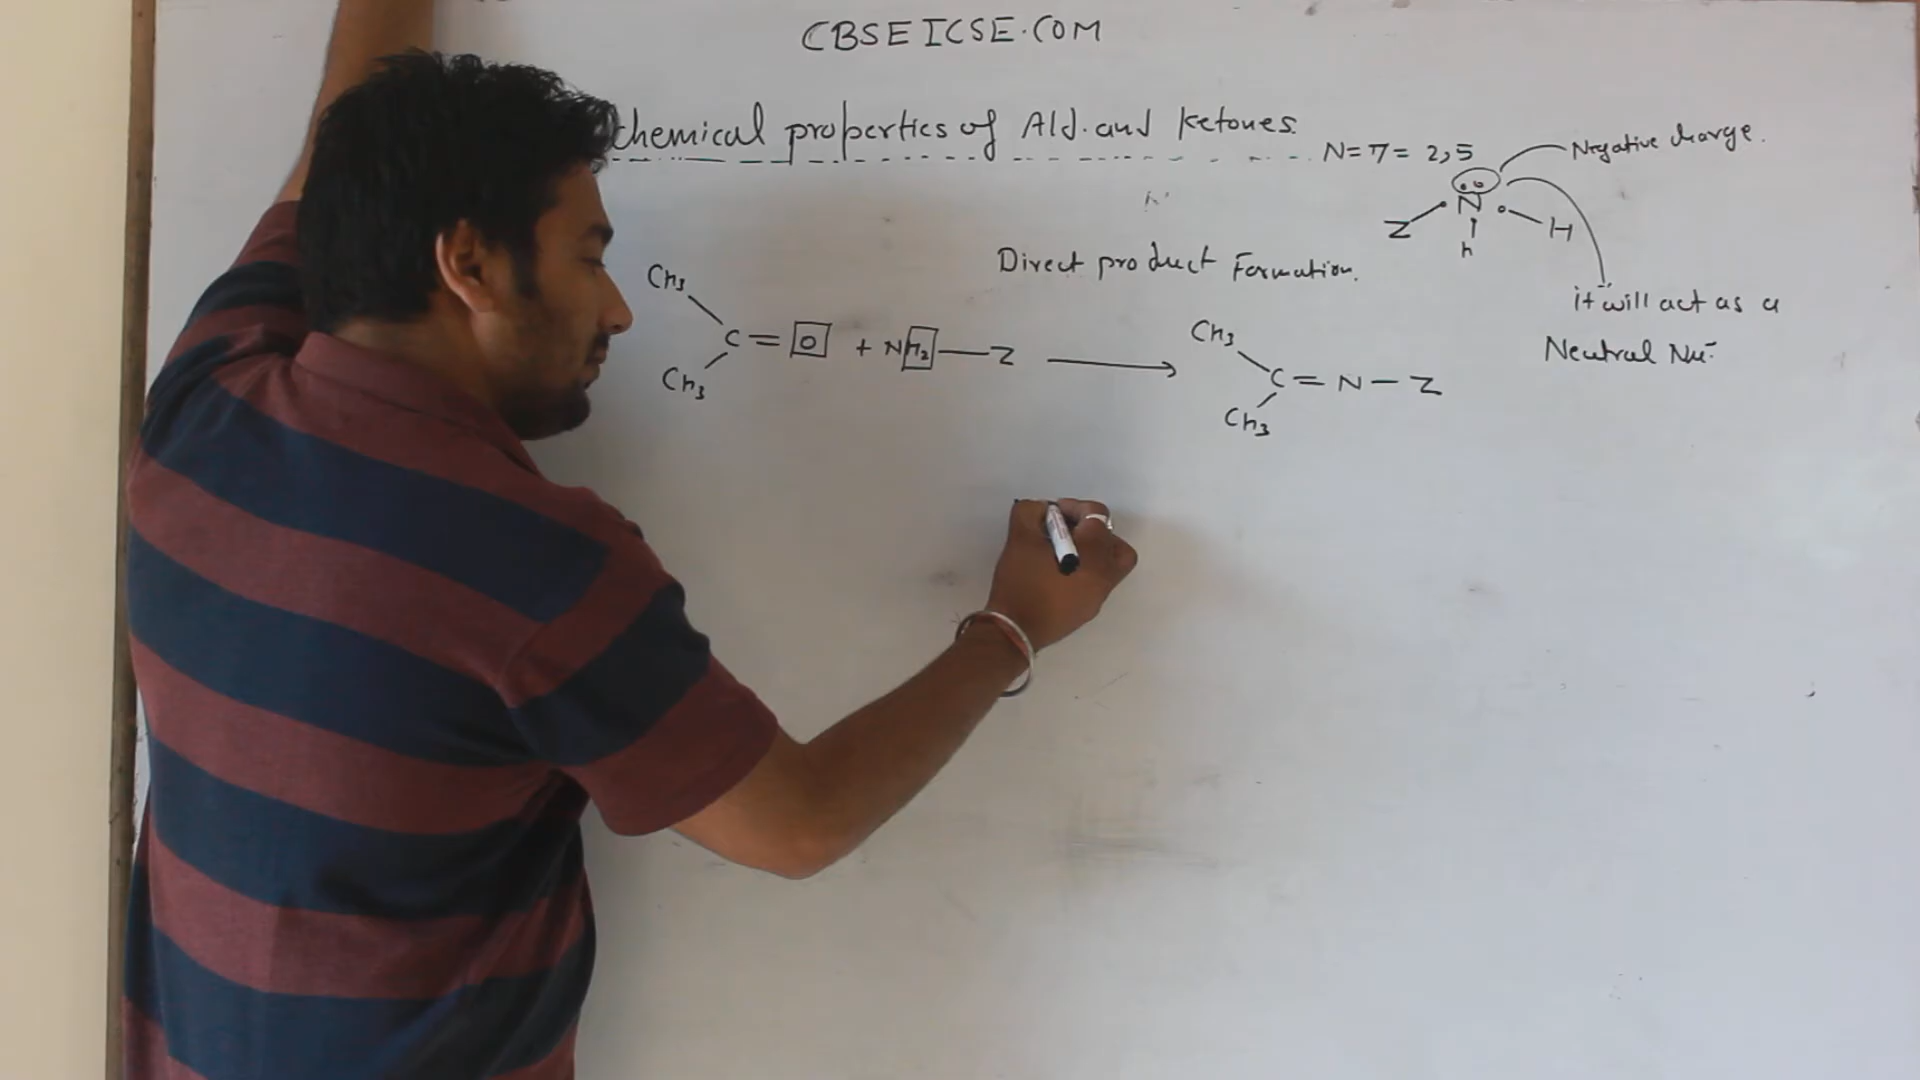 CBSEICSE.COM
chemical properties of Ald. and Ketones.
N = 7 = 2,5
Negative charge.
N
Z
H
h
Direct product Formation.
it will act as a
Neutral Nu:-
Ch3
C = O + NH2 — Z →
Ch3
Ch3
C = N — Z
Ch3